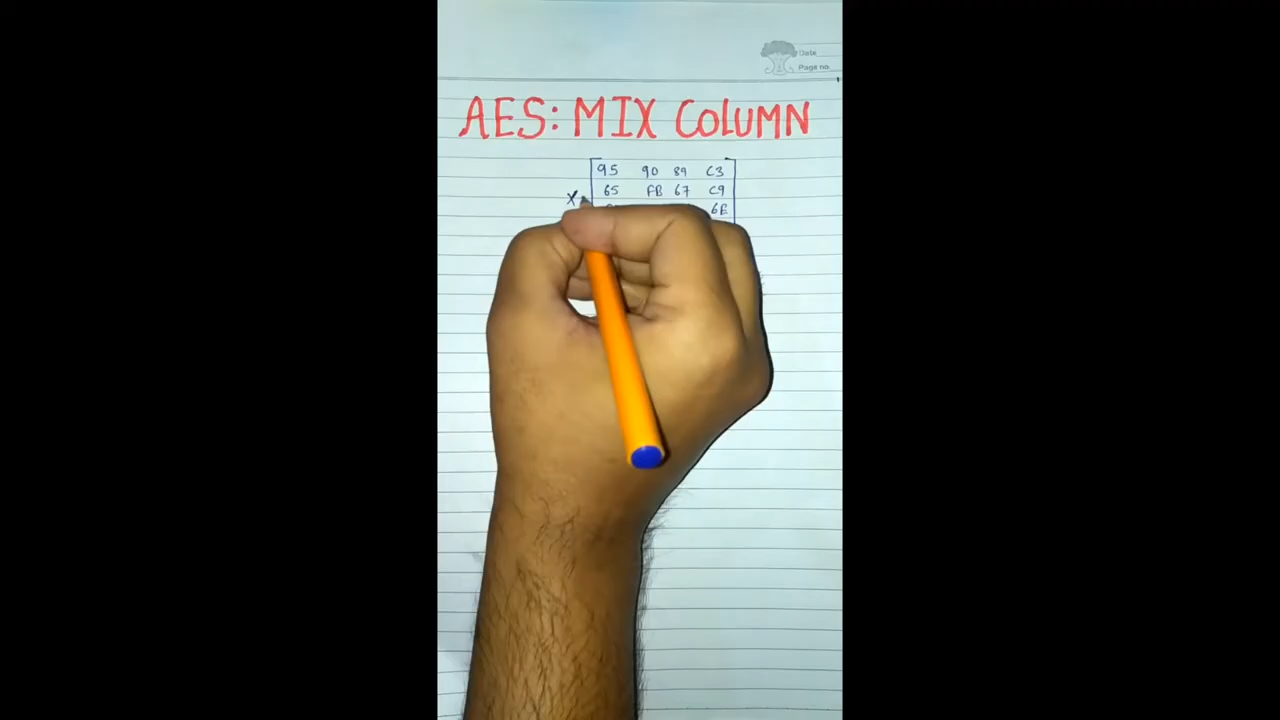 Date
Page no
AES: MIX COLUMN
95 90 89 C3
X 65 FB 67 C9
6E